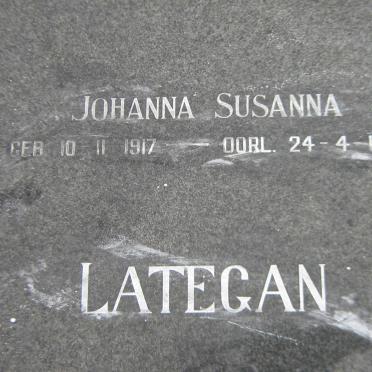 JOHANNA SUSANNA
GEB 10 11 1917 — OORL. 24-4-
LATEGAN